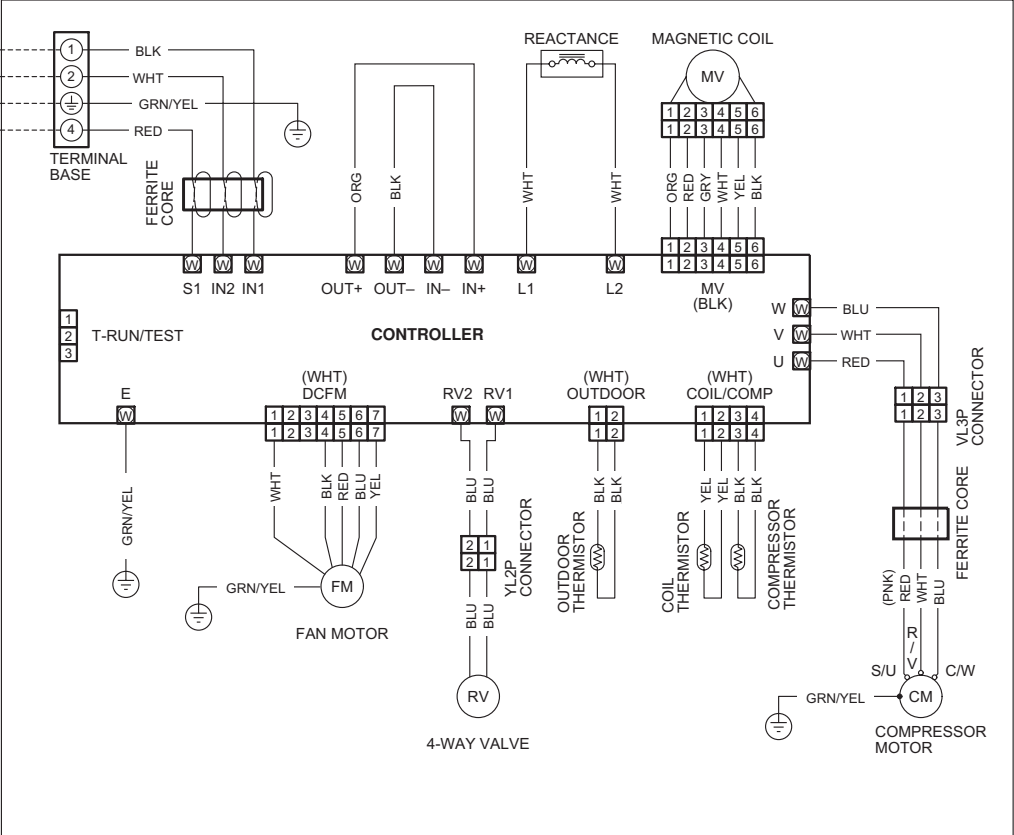 REACTANCE
MAGNETIC COIL
MV
1 BLK
2 WHT
GRN/YEL
4 RED
TERMINAL
BASE
FERRITE
CORE
ORG
BLK
WHT
WHT
1 2 3 4 5 6
1 2 3 4 5 6
ORG
RED
GRY
WHT
YEL
BLK
1 2 3 4 5 6
1 2 3 4 5 6
W W W W W W W W W
S1 IN2 IN1 OUT+ OUT– IN– IN+ L1 L2
MV
(BLK)
1
2
3
T-RUN/TEST
CONTROLLER
W W BLU
V W WHT
U W RED
E
W
(WHT)
DCFM
1 2 3 4 5 6 7
1 2 3 4 5 6 7
RV2 RV1
W W
(WHT)
OUTDOOR
1 2
1 2
(WHT)
COIL/COMP
1 2 3 4
1 2 3 4
1 2 3
1 2 3
VL3P
CONNECTOR
GRN/YEL
WHT
BLK
RED
BLU
YEL
GRN/YEL
FM
FAN MOTOR
BLU
BLU
2 1
2 1
YL2P
CONNECTOR
BLU
BLU
RV
4-WAY VALVE
BLK
BLK
OUTDOOR
THERMISTOR
YEL
YEL
BLK
BLK
COIL
THERMISTOR
COMPRESSOR
THERMISTOR
FERRITE CORE
(PNK)
RED
WHT
BLU
S/U
R/V
C/W
GRN/YEL
CM
COMPRESSOR
MOTOR